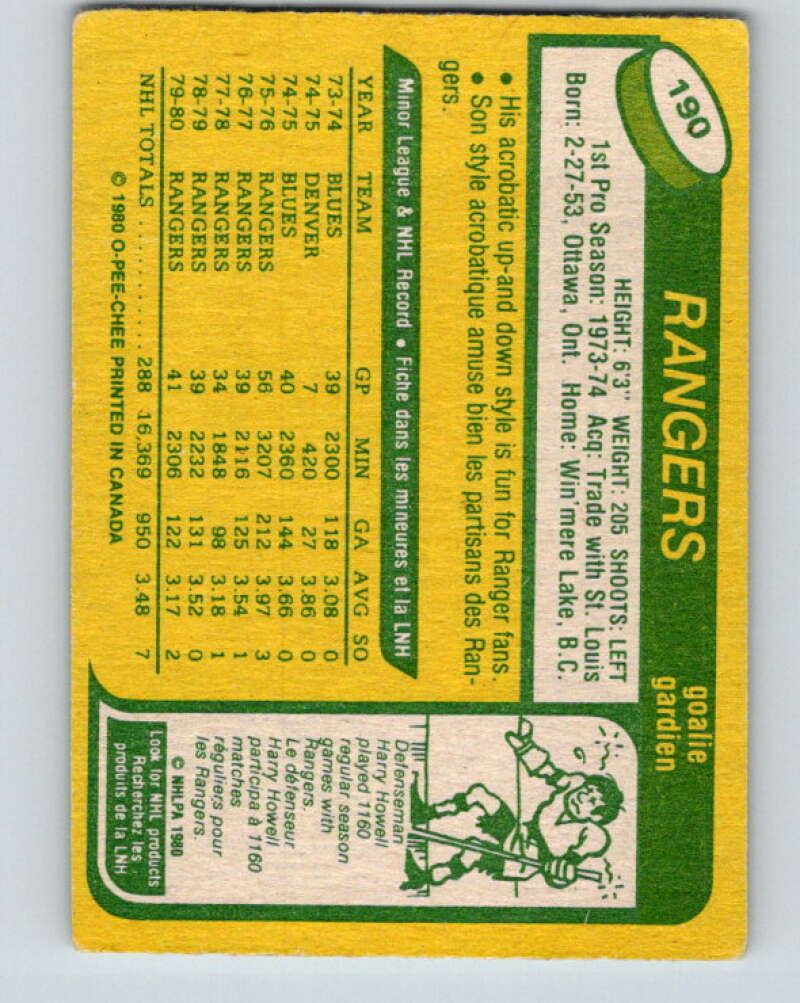 190
RANGERS
goalie
gardien
HEIGHT: 6'3" WEIGHT: 205 SHOOTS: LEFT
1st Pro Season: 1973-74 Acq: Trade with St. Louis
Born: 2-27-53, Ottawa, Ont. Home: Win'mere Lake, B.C.
• His acrobatic up-and down style is fun for Ranger fans.
• Son style acrobatique amuse bien les partisans des Ran-
gers.
Minor League & NHL Record • Fiche dans les mineures et la LNH
YEAR TEAM GP MIN GA AVG SO
73-74 BLUES 39 2300 118 3.08 0
74-75 DENVER 7 420 27 3.86 0
74-75 BLUES 40 2360 144 3.66 0
75-76 RANGERS 56 3207 212 3.97 3
76-77 RANGERS 39 2116 125 3.54 1
77-78 RANGERS 34 1848 98 3.18 1
78-79 RANGERS 39 2232 131 3.52 0
79-80 RANGERS 41 2306 122 3.17 2
NHL TOTALS .......... 288 16,369 950 3.48 7
© 1980 O-PEE-CHEE PRINTED IN CANADA
Defenseman
Harry Howell
played 1160
regular season
games with
Rangers.
Le défenseur
Harry Howell
participa à 1160
matches
réguliers pour
les Rangers.
© NHLPA 1980
Look for NHL products
Recherchez les
produits de la LNH